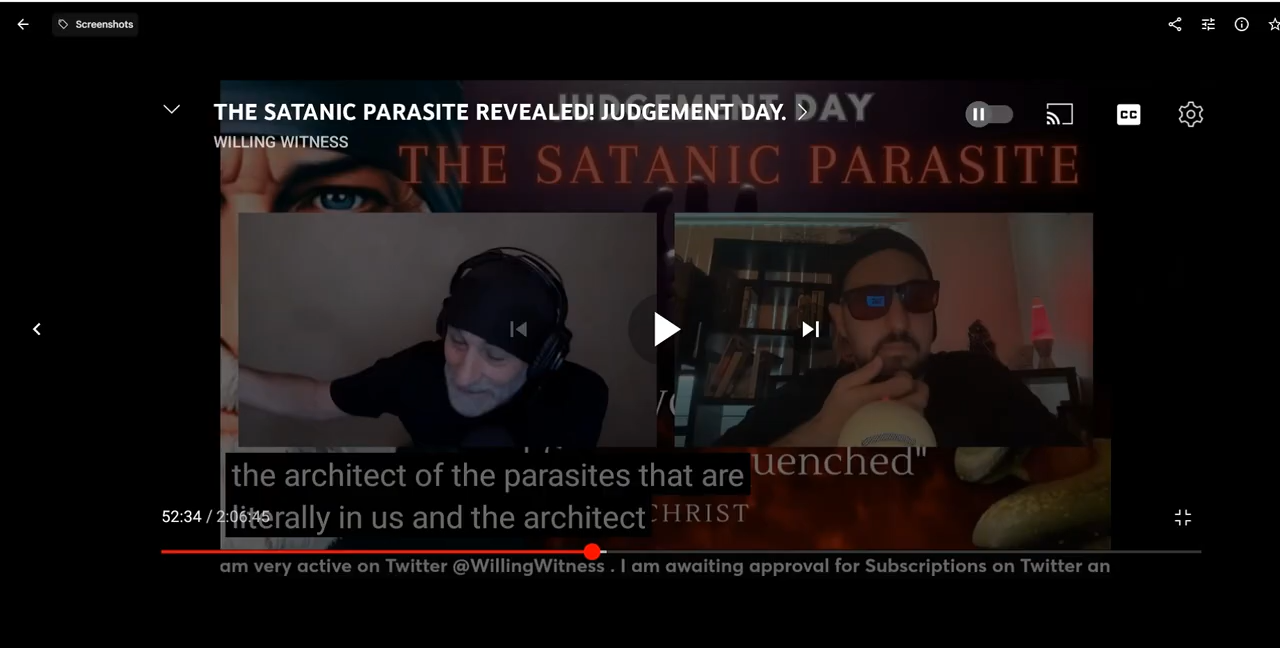 Screenshots
JUDGEMENT DAY
THE SATANIC PARASITE REVEALED! JUDGEMENT DAY.
CC
WILLING WITNESS
THE SATANIC PARASITE
uenched"
the architect of the parasites that are
literally in us and the architect
CHRIST
52:34 / 2:06:45
am very active on Twitter @WillingWitness . I am awaiting approval for Subscriptions on Twitter an